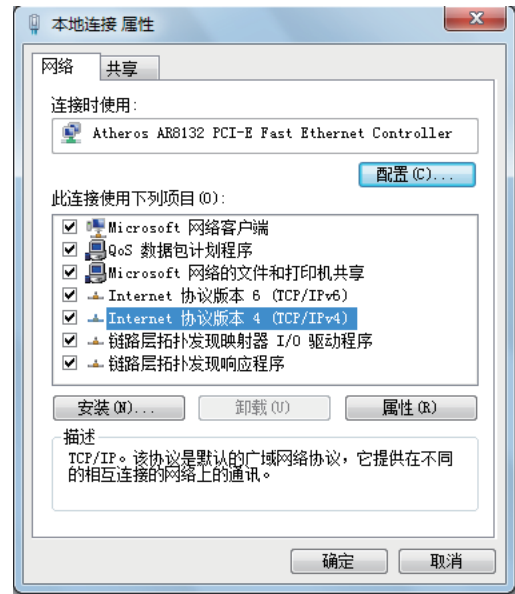 本地连接 属性
网络
共享
连接时使用:
Atheros AR8132 PCI-E Fast Ethernet Controller
配置(C)...
此连接使用下列项目(O):
Microsoft 网络客户端
QoS 数据包计划程序
Microsoft 网络的文件和打印机共享
Internet 协议版本 6 (TCP/IPv6)
Internet 协议版本 4 (TCP/IPv4)
链路层拓扑发现映射器 I/O 驱动程序
链路层拓扑发现响应程序
安装(N)...
卸载(U)
属性(R)
描述
TCP/IP。该协议是默认的广域网络协议，它提供在不同
的相互连接的网络上的通讯。
确定
取消